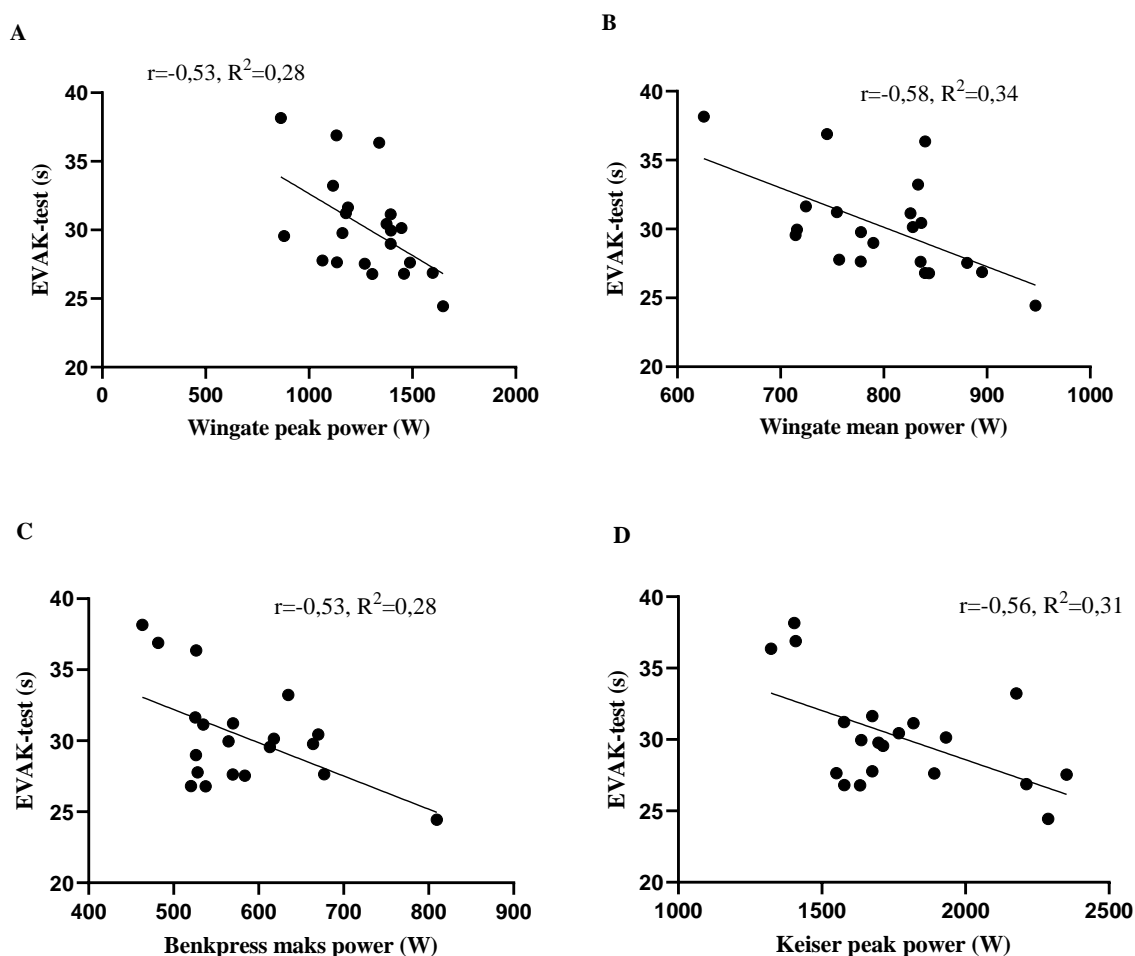 A
r=-0,53, R²=0,28
40
35
30
25
20
EVAK-test (s)
0 500 1000 1500 2000
Wingate peak power (W)
B
r=-0,58, R²=0,34
40
35
30
25
20
EVAK-test (s)
600 700 800 900 1000
Wingate mean power (W)
C
r=-0,53, R²=0,28
40
35
30
25
20
EVAK-test (s)
400 500 600 700 800 900
Benkpress maks power (W)
D
r=-0,56, R²=0,31
40
35
30
25
20
EVAK-test (s)
1000 1500 2000 2500
Keiser peak power (W)